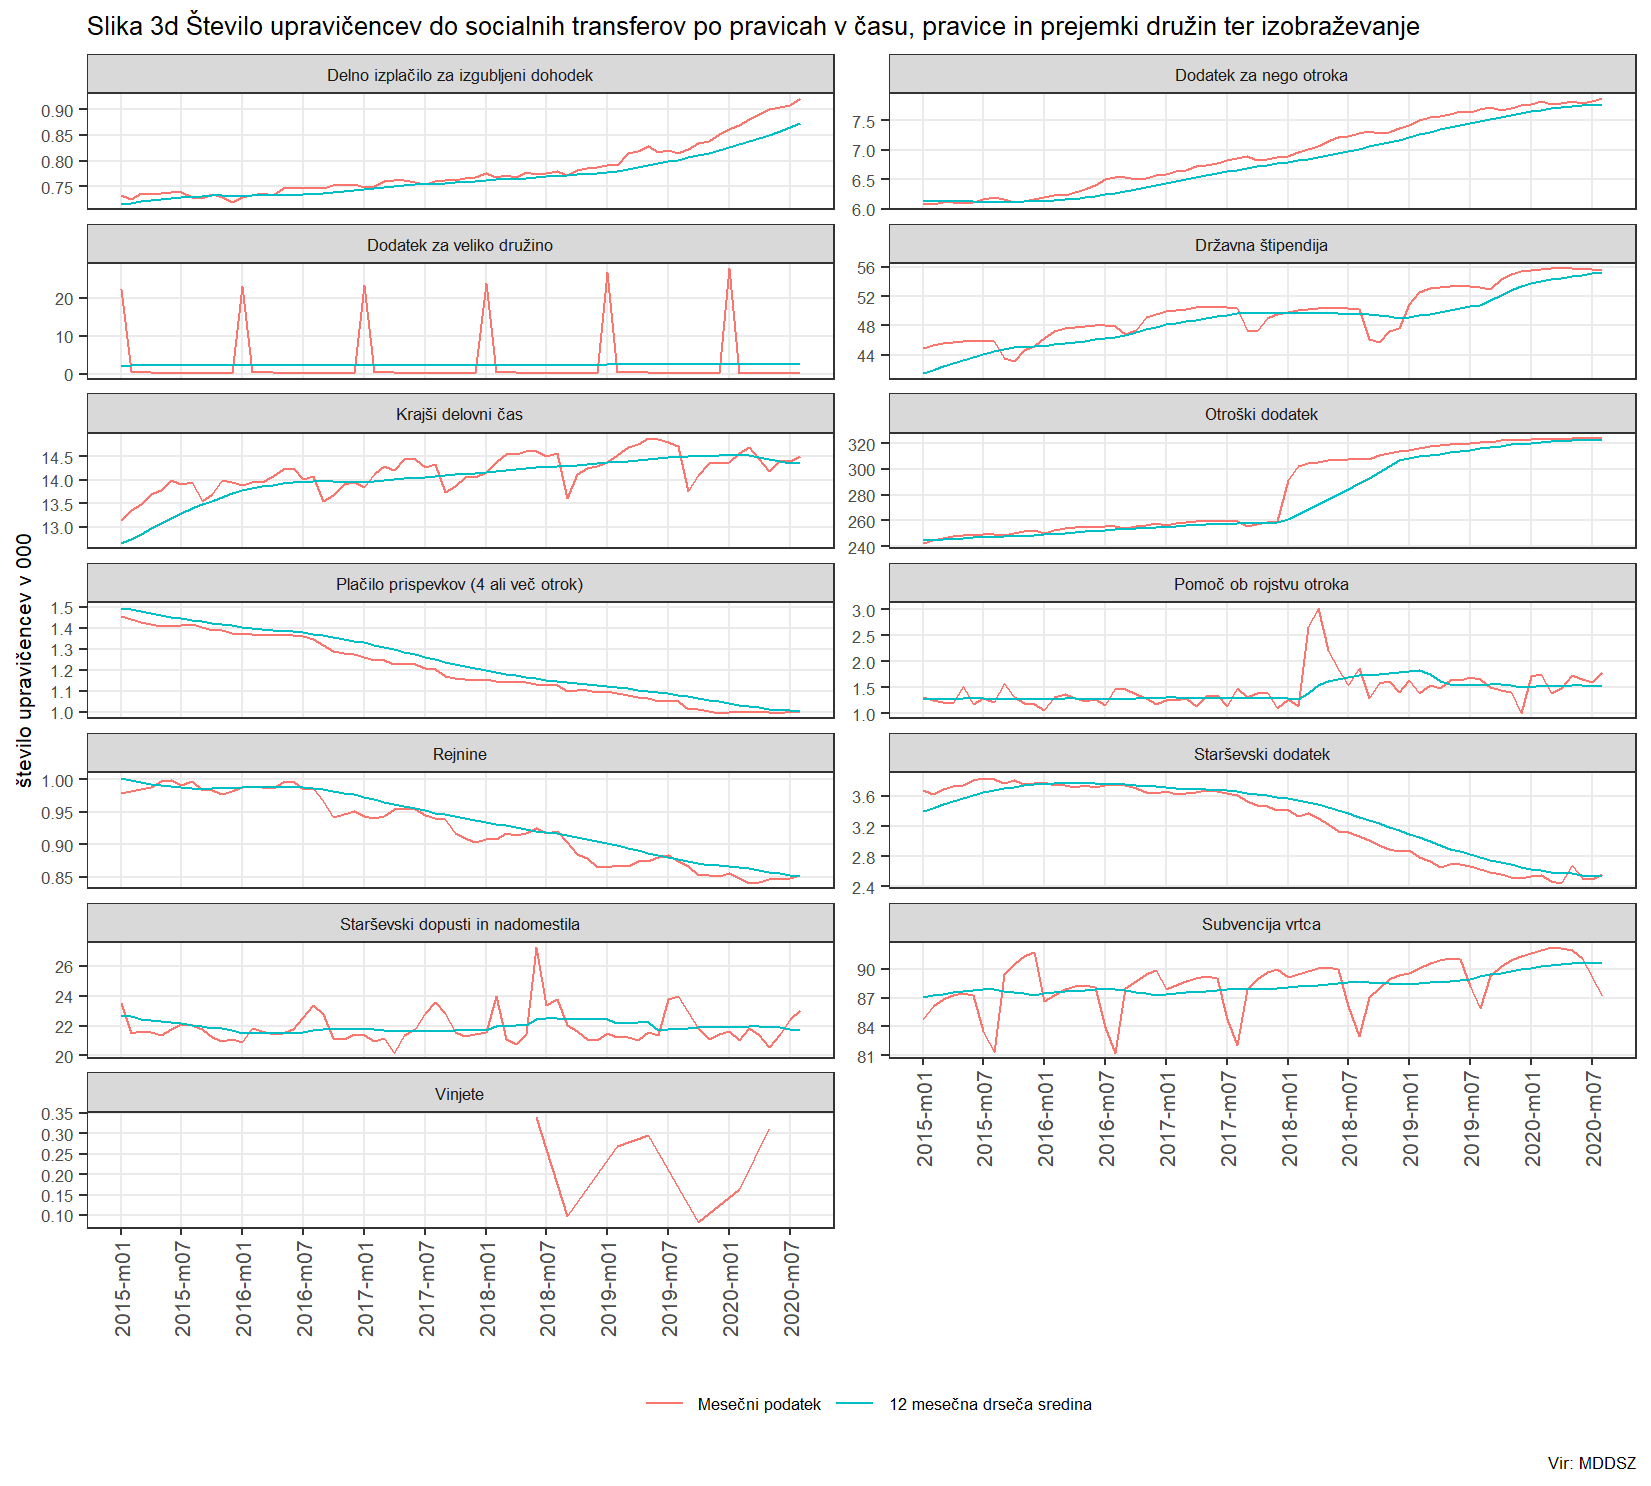 Slika 3d Število upravičencev do socialnih transferov po pravicah v času, pravice in prejemki družin ter izobraževanje
število upravičencev v 000
Delno izplačilo za izgubljeni dohodek
0.90
0.85
0.80
0.75
Dodatek za nego otroka
7.5
7.0
6.5
6.0
Dodatek za veliko družino
20
10
0
Državna štipendija
56
52
48
44
Krajši delovni čas
14.5
14.0
13.5
13.0
Otroški dodatek
320
300
280
260
240
Plačilo prispevkov (4 ali več otrok)
1.5
1.4
1.3
1.2
1.1
1.0
Pomoč ob rojstvu otroka
3.0
2.5
2.0
1.5
1.0
Rejnine
1.00
0.95
0.90
0.85
Starševski dodatek
3.6
3.2
2.8
2.4
Starševski dopusti in nadomestila
26
24
22
20
Subvencija vrtca
90
87
84
81
2015-m01
2015-m07
2016-m01
2016-m07
2017-m01
2017-m07
2018-m01
2018-m07
2019-m01
2019-m07
2020-m01
2020-m07
Vinjete
0.35
0.30
0.25
0.20
0.15
0.10
2015-m01
2015-m07
2016-m01
2016-m07
2017-m01
2017-m07
2018-m01
2018-m07
2019-m01
2019-m07
2020-m01
2020-m07
Mesečni podatek
12 mesečna drseča sredina
Vir: MDDSZ